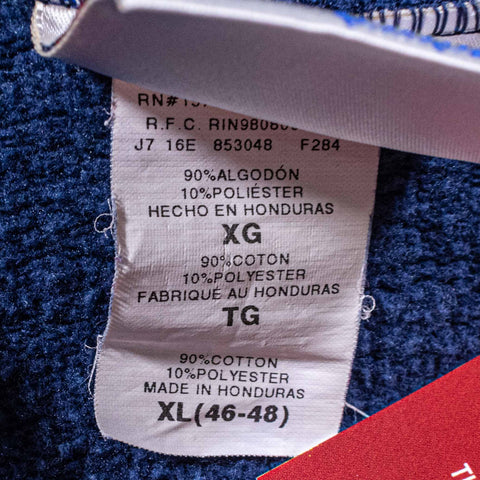 R.F.C.
J7 16E 853048 F284
90%ALGODÓN
10%POLIÉSTER
HECHO EN HONDURAS
XG
90%COTON
10%POLYESTER
FABRIQUÉ AU HONDURAS
TG
90%COTTON
10%POLYESTER
MADE IN HONDURAS
XL(46-48)